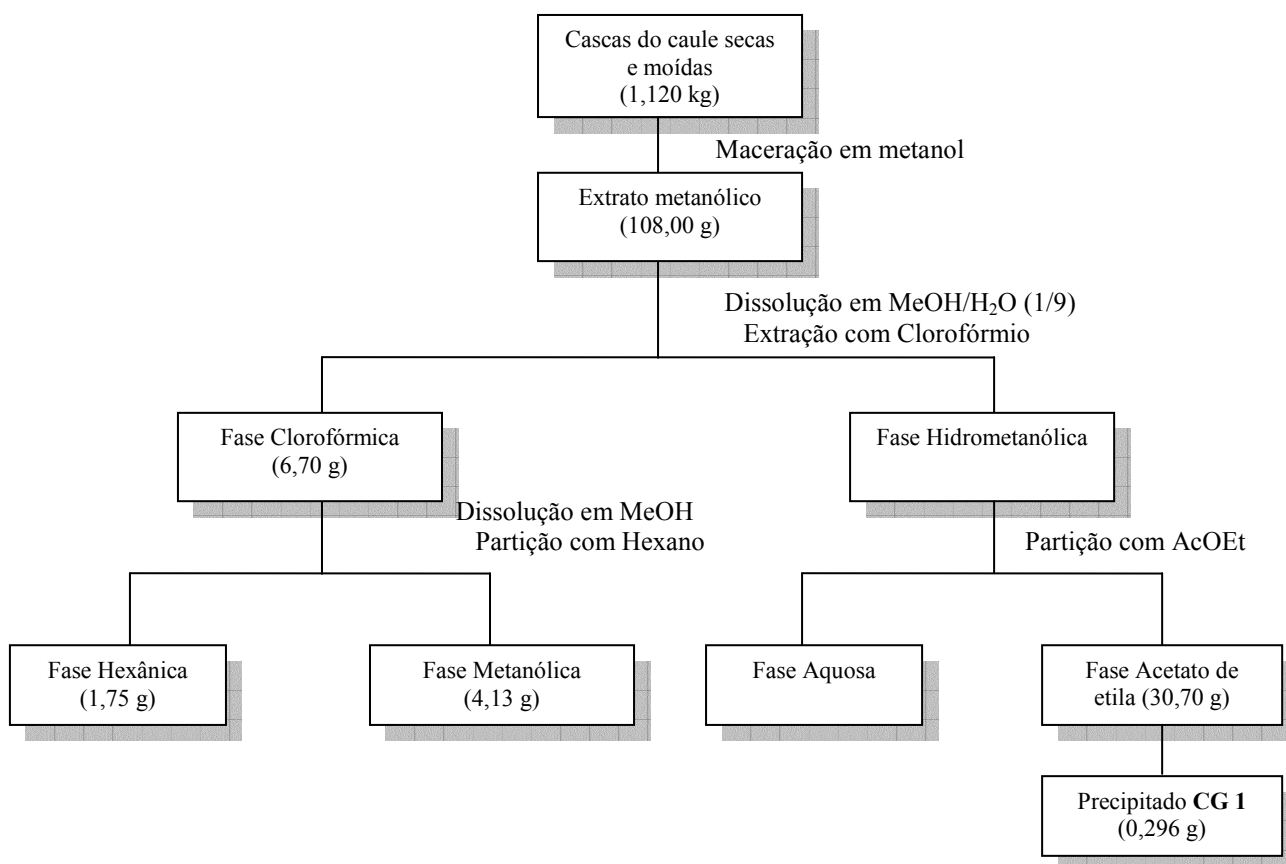 Cascas do caule secas
e moídas
(1,120 kg)
Maceração em metanol
Extrato metanólico
(108,00 g)
Dissolução em MeOH/H₂O (1/9)
Extração com Clorofórmio
Fase Clorofórmica
(6,70 g)
Fase Hidrometanólica
Dissolução em MeOH
Partição com Hexano
Partição com AcOEt
Fase Hexânica
(1,75 g)
Fase Metanólica
(4,13 g)
Fase Aquosa
Fase Acetato de
etila (30,70 g)
Precipitado CG 1
(0,296 g)